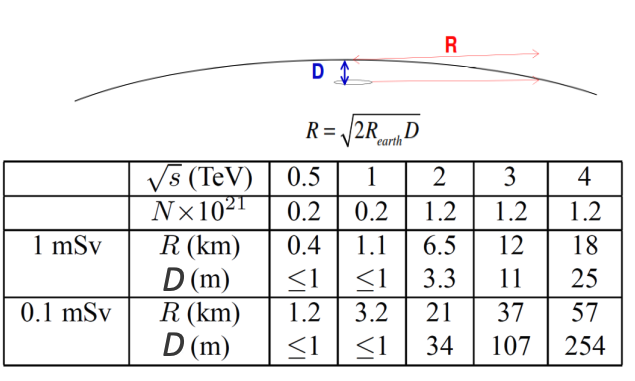 R
D
R = √2R_earth D
√s (TeV) 0.5 1 2 3 4
N×10²¹ 0.2 0.2 1.2 1.2 1.2
1 mSv R (km) 0.4 1.1 6.5 12 18
D (m) ≤1 ≤1 3.3 11 25
0.1 mSv R (km) 1.2 3.2 21 37 57
D (m) ≤1 ≤1 34 107 254